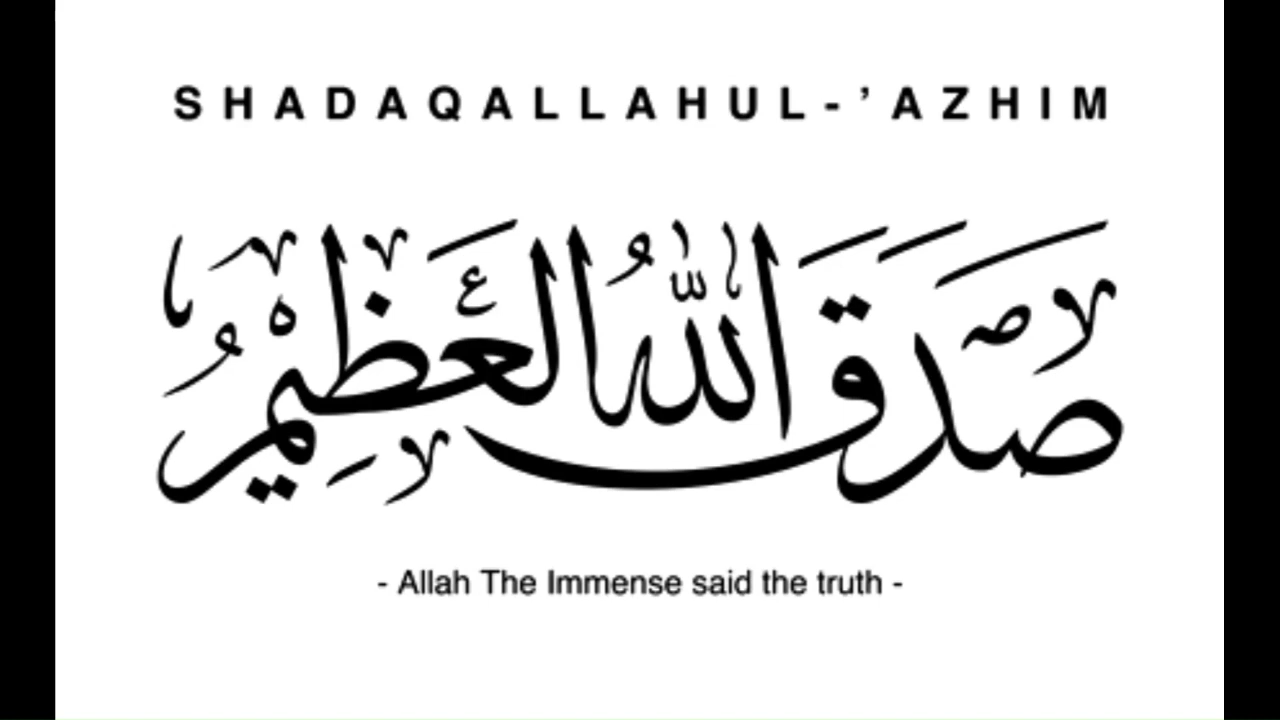 SHADAQALLAHUL-'AZHIM
صَدَقَ اللّٰهُ الْعَظِيْمُ
- Allah The Immense said the truth -